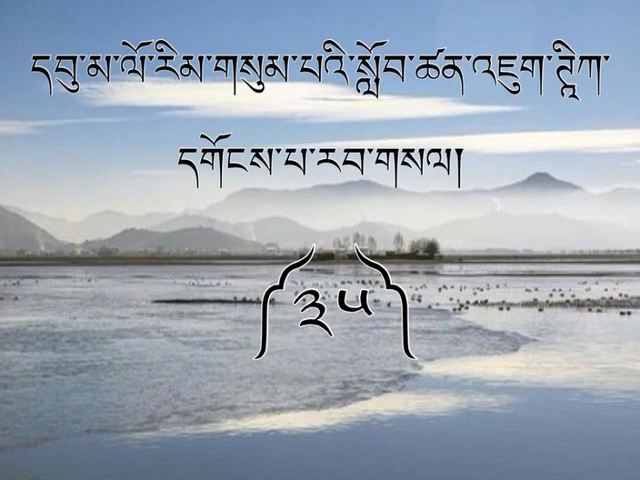 དབུ་མ་ལོ་རིམ་གསུམ་པའི་སློབ་ཚན་འཇུག་ཊཱིཀ་
དགོངས་པ་རབ་གསལ།
༼༣༥༽